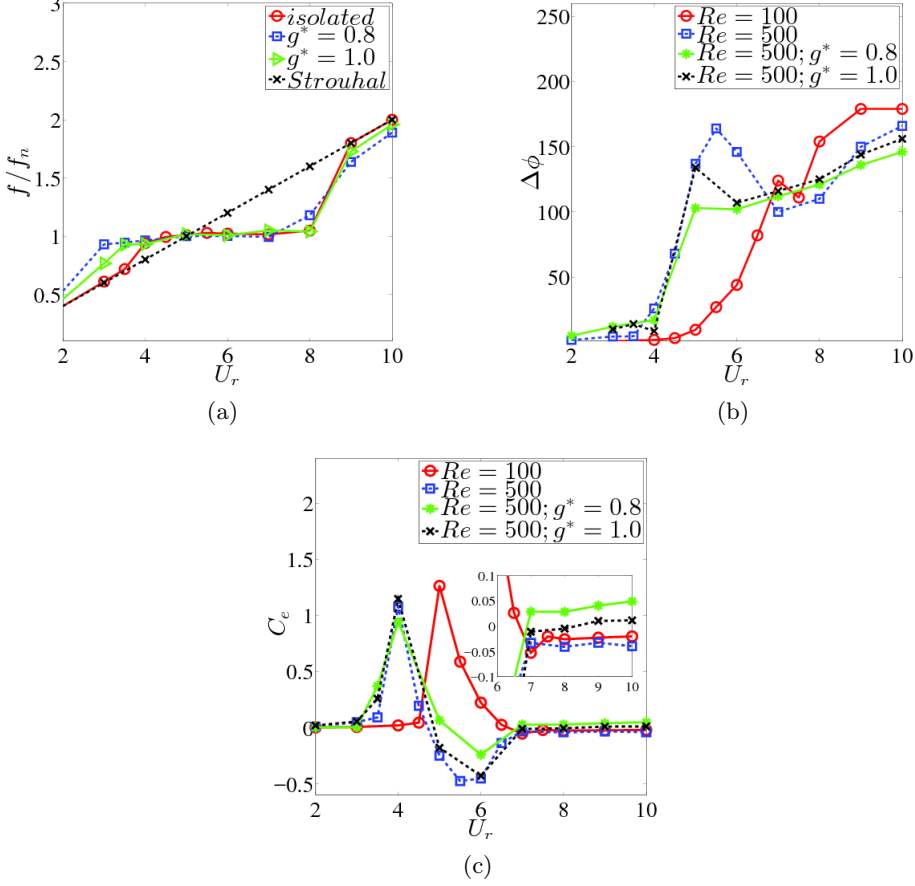 3
2.5
2
1.5
1
0.5
2 4 6 8 10
f/f_n
U_r
isolated
g* = 0.8
g* = 1.0
Strouhal
(a)
250
200
150
100
50
2 4 6 8 10
Δϕ
U_r
Re = 100
Re = 500
Re = 500; g* = 0.8
Re = 500; g* = 1.0
(b)
2
1.5
1
0.5
0
−0.5
2 4 6 8 10
C_e
U_r
Re = 100
Re = 500
Re = 500; g* = 0.8
Re = 500; g* = 1.0
0.1
0.05
0
−0.05
−0.1
6 7 8 9 10
(c)